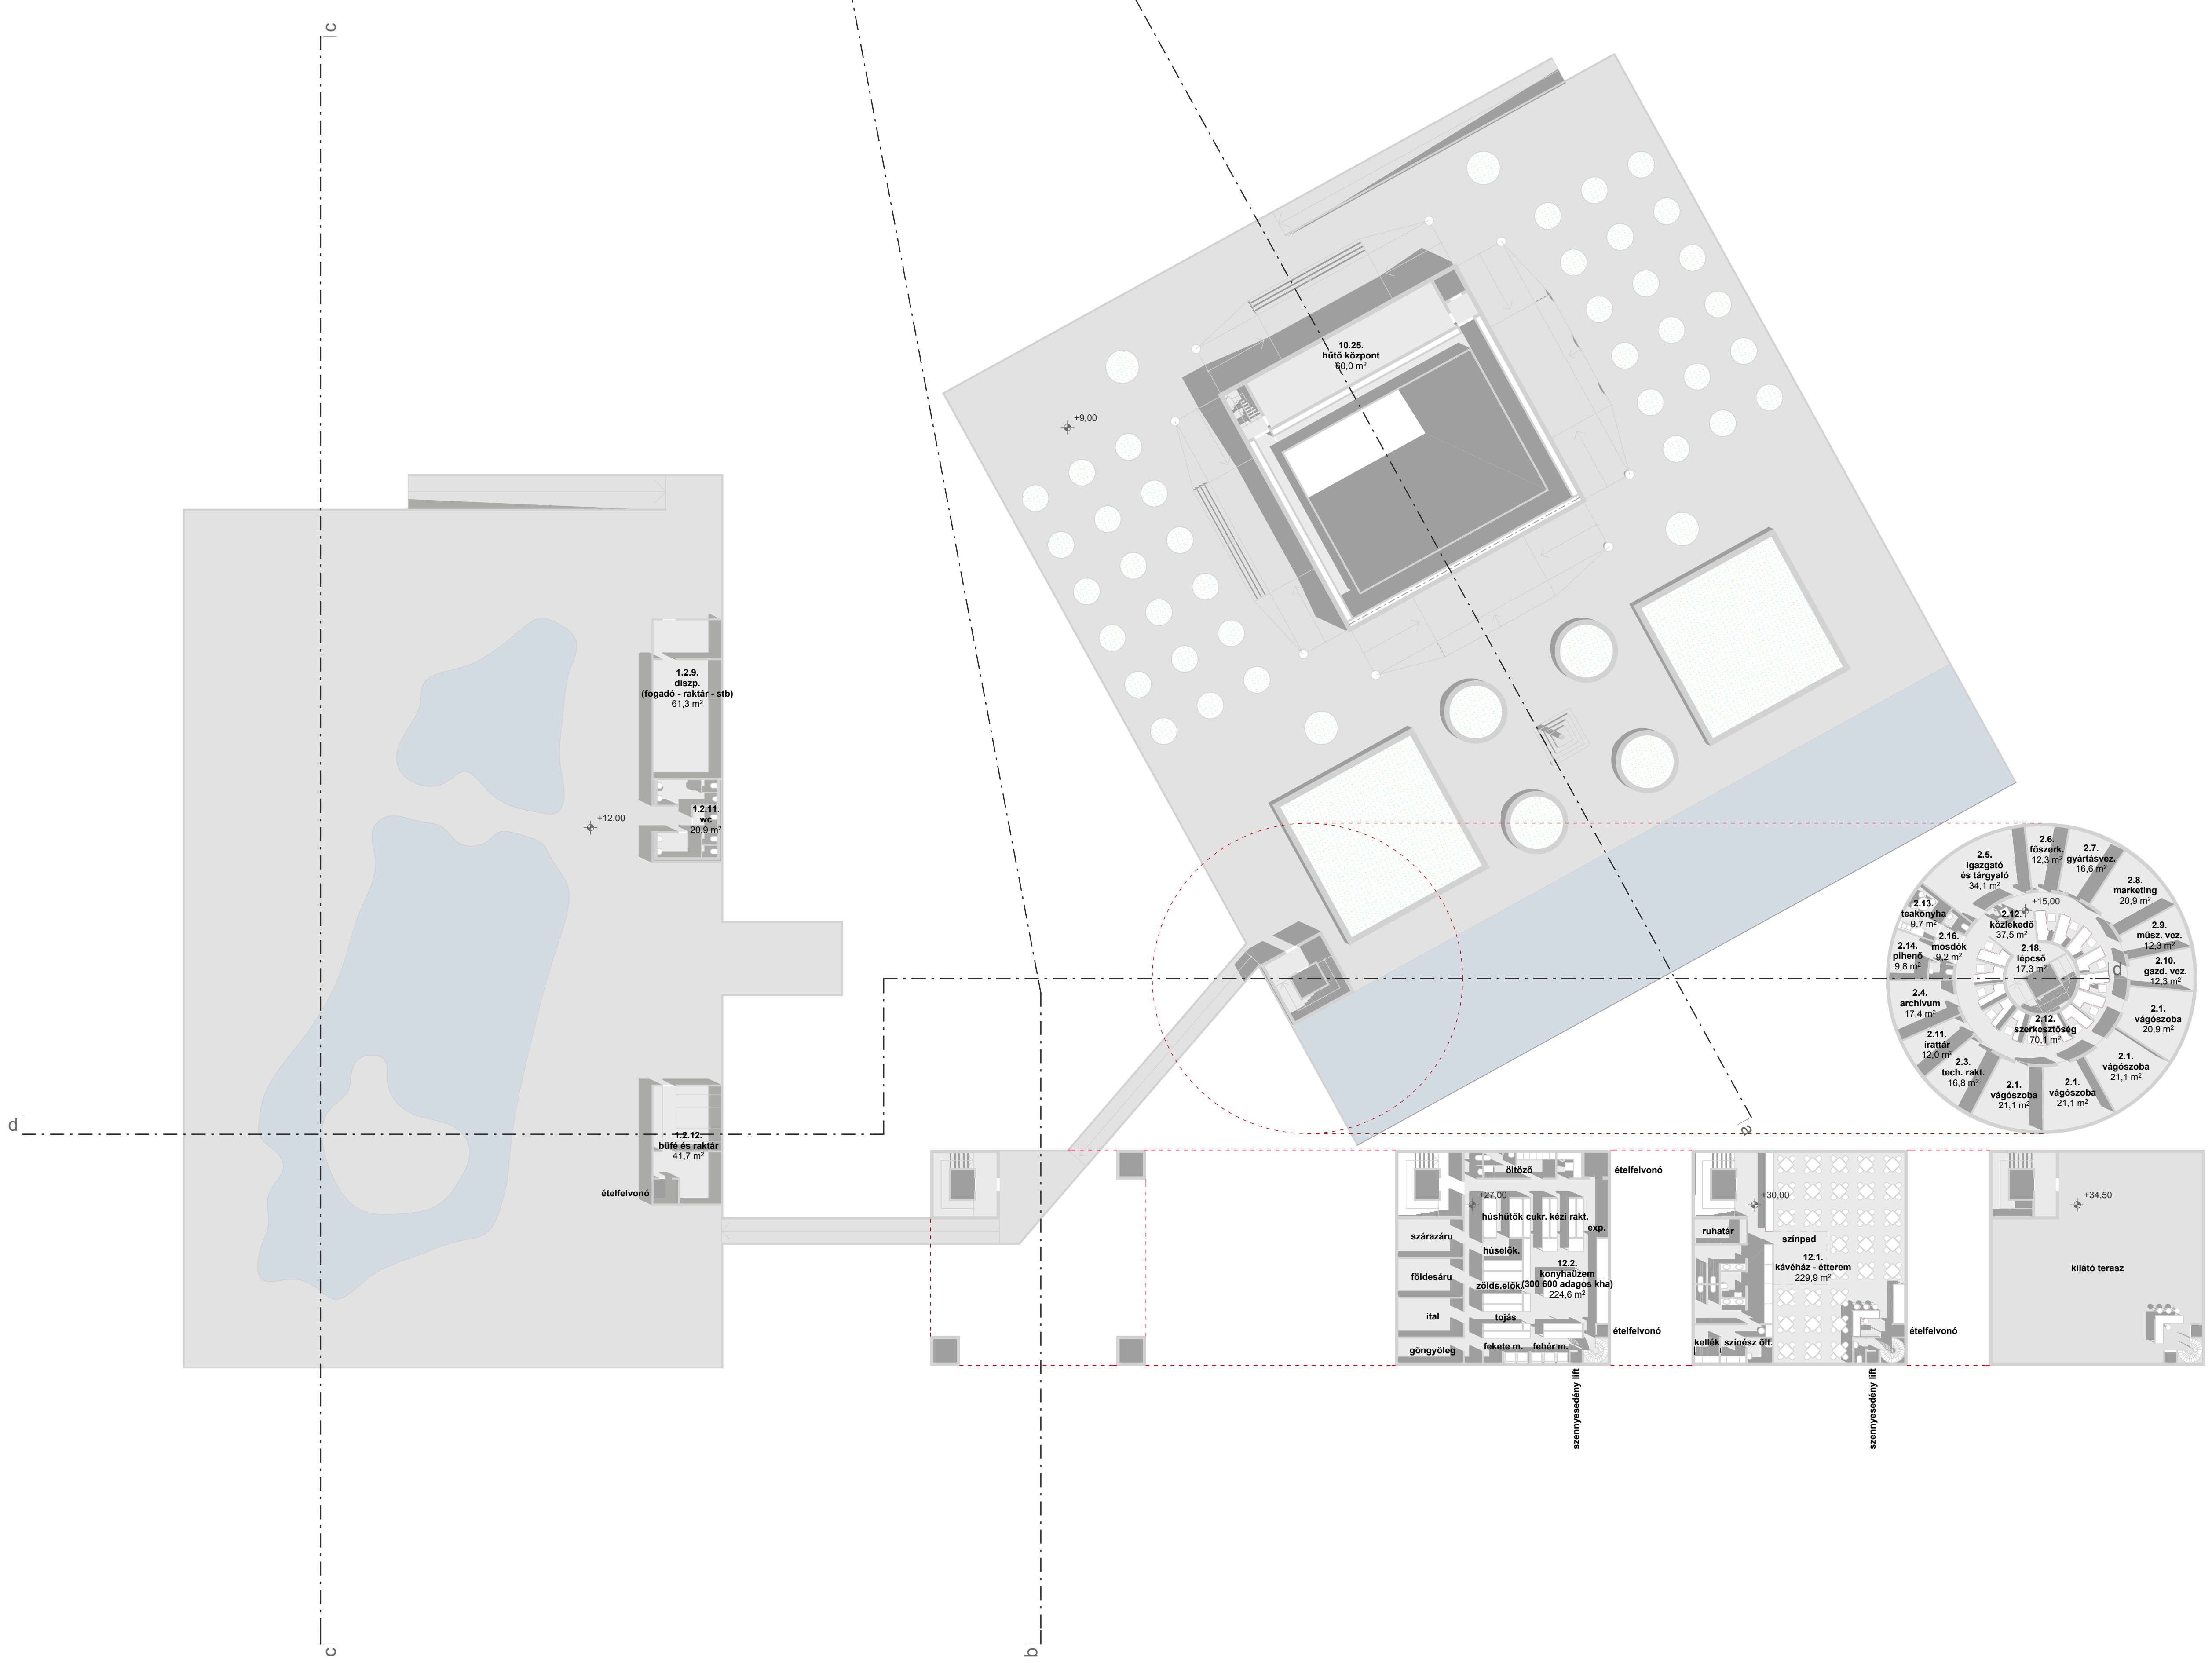 c
10.25.
hűtő központ
60,0 m²
+9,00
1.2.9.
diszp.
(fogadó - raktár - stb)
61,3 m²
1.2.11.
wc
20,9 m²
+12,00
2.5.
igazgató
és tárgyaló
34,1 m²
2.6.
főszerk.
12,3 m²
2.7.
gyártásvez.
16,6 m²
2.8.
marketing
20,9 m²
2.13.
teakonyha
9,7 m²
2.12.
közlekedő
37,5 m²
+15,00
2.9.
műsz. vez.
12,3 m²
2.14.
pihenő
9,8 m²
2.16.
mosdók
9,2 m²
2.18.
lépcső
17,3 m²
d
2.10.
gazd. vez.
12,3 m²
2.4.
archívum
17,4 m²
2.12.
szerkesztőség
70,1 m²
2.1.
vágószoba
20,9 m²
2.11.
irattár
12,0 m²
2.3.
tech. rakt.
16,8 m²
2.1.
vágószoba
21,1 m²
2.1.
vágószoba
21,1 m²
2.1.
vágószoba
21,1 m²
a
d
1.2.12.
büfé és raktár
41,7 m²
ételfelvonó
öltöző
ételfelvonó
+27,00
húshűtők cukr. kézi rakt.
exp.
szárazáru
húselők.
12.2.
konyhaüzem
(300 600 adagos kha)
224,6 m²
földesáru
zölds.elők.
ital
tojás
ételfelvonó
göngyöleg
fekete m.
fehér m.
szennyesedény lift
+30,00
ruhatár
színpad
12.1.
kávéház - étterem
229,9 m²
kellék
színész ölt.
ételfelvonó
szennyesedény lift
+34,50
kilátó terasz
c
b